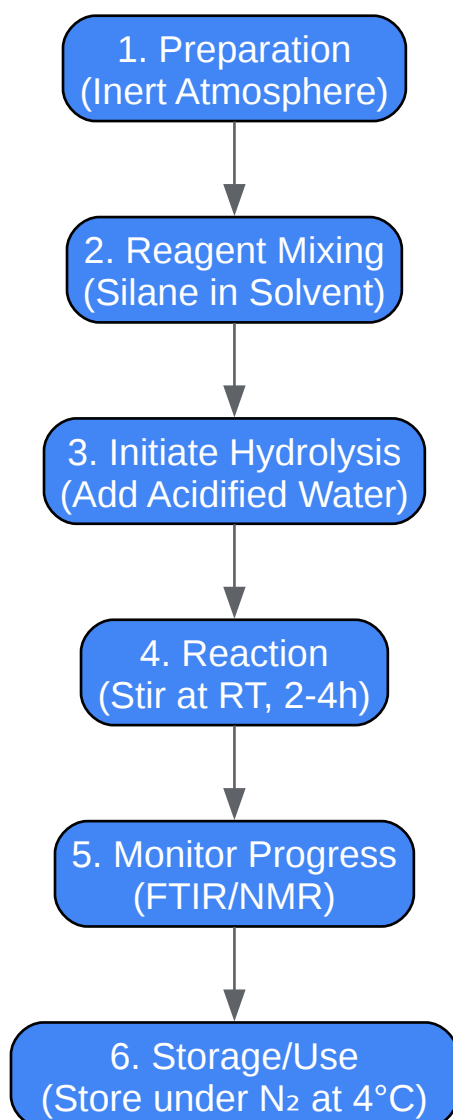 1. Preparation
(Inert Atmosphere)
2. Reagent Mixing
(Silane in Solvent)
3. Initiate Hydrolysis
(Add Acidified Water)
4. Reaction
(Stir at RT, 2-4h)
5. Monitor Progress
(FTIR/NMR)
6. Storage/Use
(Store under N₂ at 4°C)